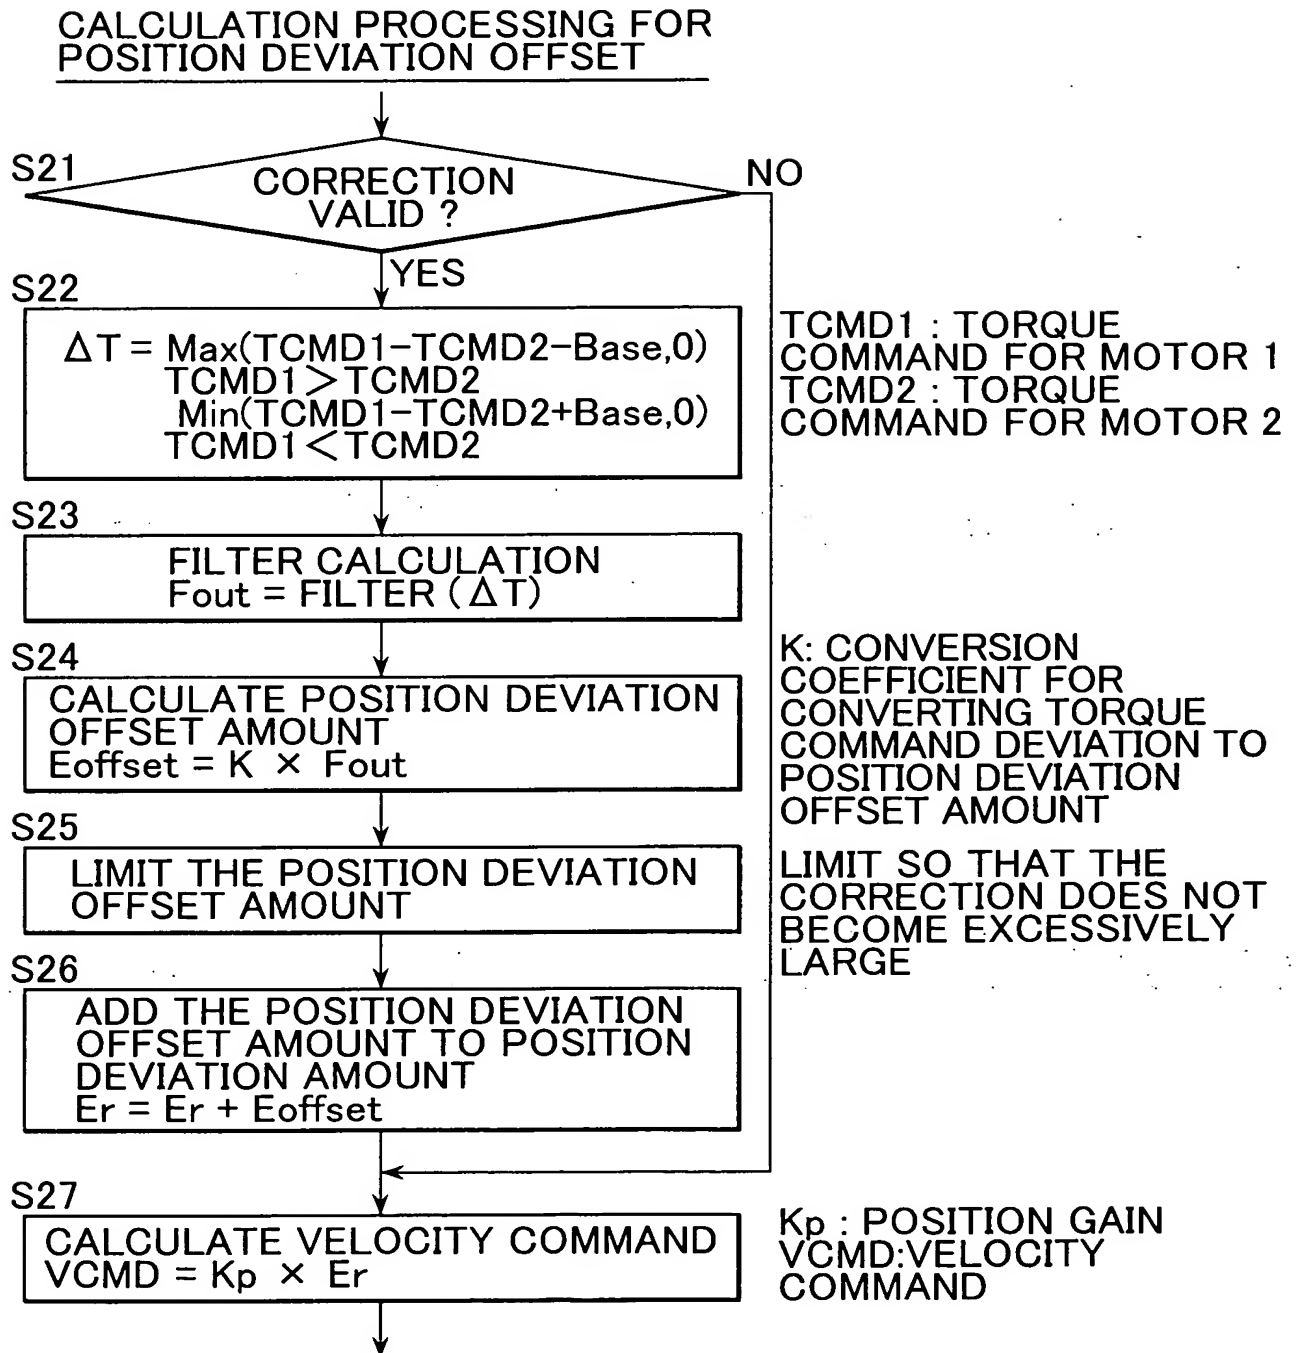 CALCULATION PROCESSING FOR
POSITION DEVIATION OFFSET
S21
CORRECTION
VALID ?
NO
YES
S22
ΔT = Max(TCMD1-TCMD2-Base,0)
TCMD1>TCMD2
Min(TCMD1-TCMD2+Base,0)
TCMD1<TCMD2
TCMD1 : TORQUE
COMMAND FOR MOTOR 1
TCMD2 : TORQUE
COMMAND FOR MOTOR 2
S23
FILTER CALCULATION
Fout = FILTER (ΔT)
S24
CALCULATE POSITION DEVIATION
OFFSET AMOUNT
Eoffset = K × Fout
K: CONVERSION
COEFFICIENT FOR
CONVERTING TORQUE
COMMAND DEVIATION TO
POSITION DEVIATION
OFFSET AMOUNT
S25
LIMIT THE POSITION DEVIATION
OFFSET AMOUNT
LIMIT SO THAT THE
CORRECTION DOES NOT
BECOME EXCESSIVELY
LARGE
S26
ADD THE POSITION DEVIATION
OFFSET AMOUNT TO POSITION
DEVIATION AMOUNT
Er = Er + Eoffset
S27
CALCULATE VELOCITY COMMAND
VCMD = Kp × Er
Kp : POSITION GAIN
VCMD:VELOCITY
COMMAND